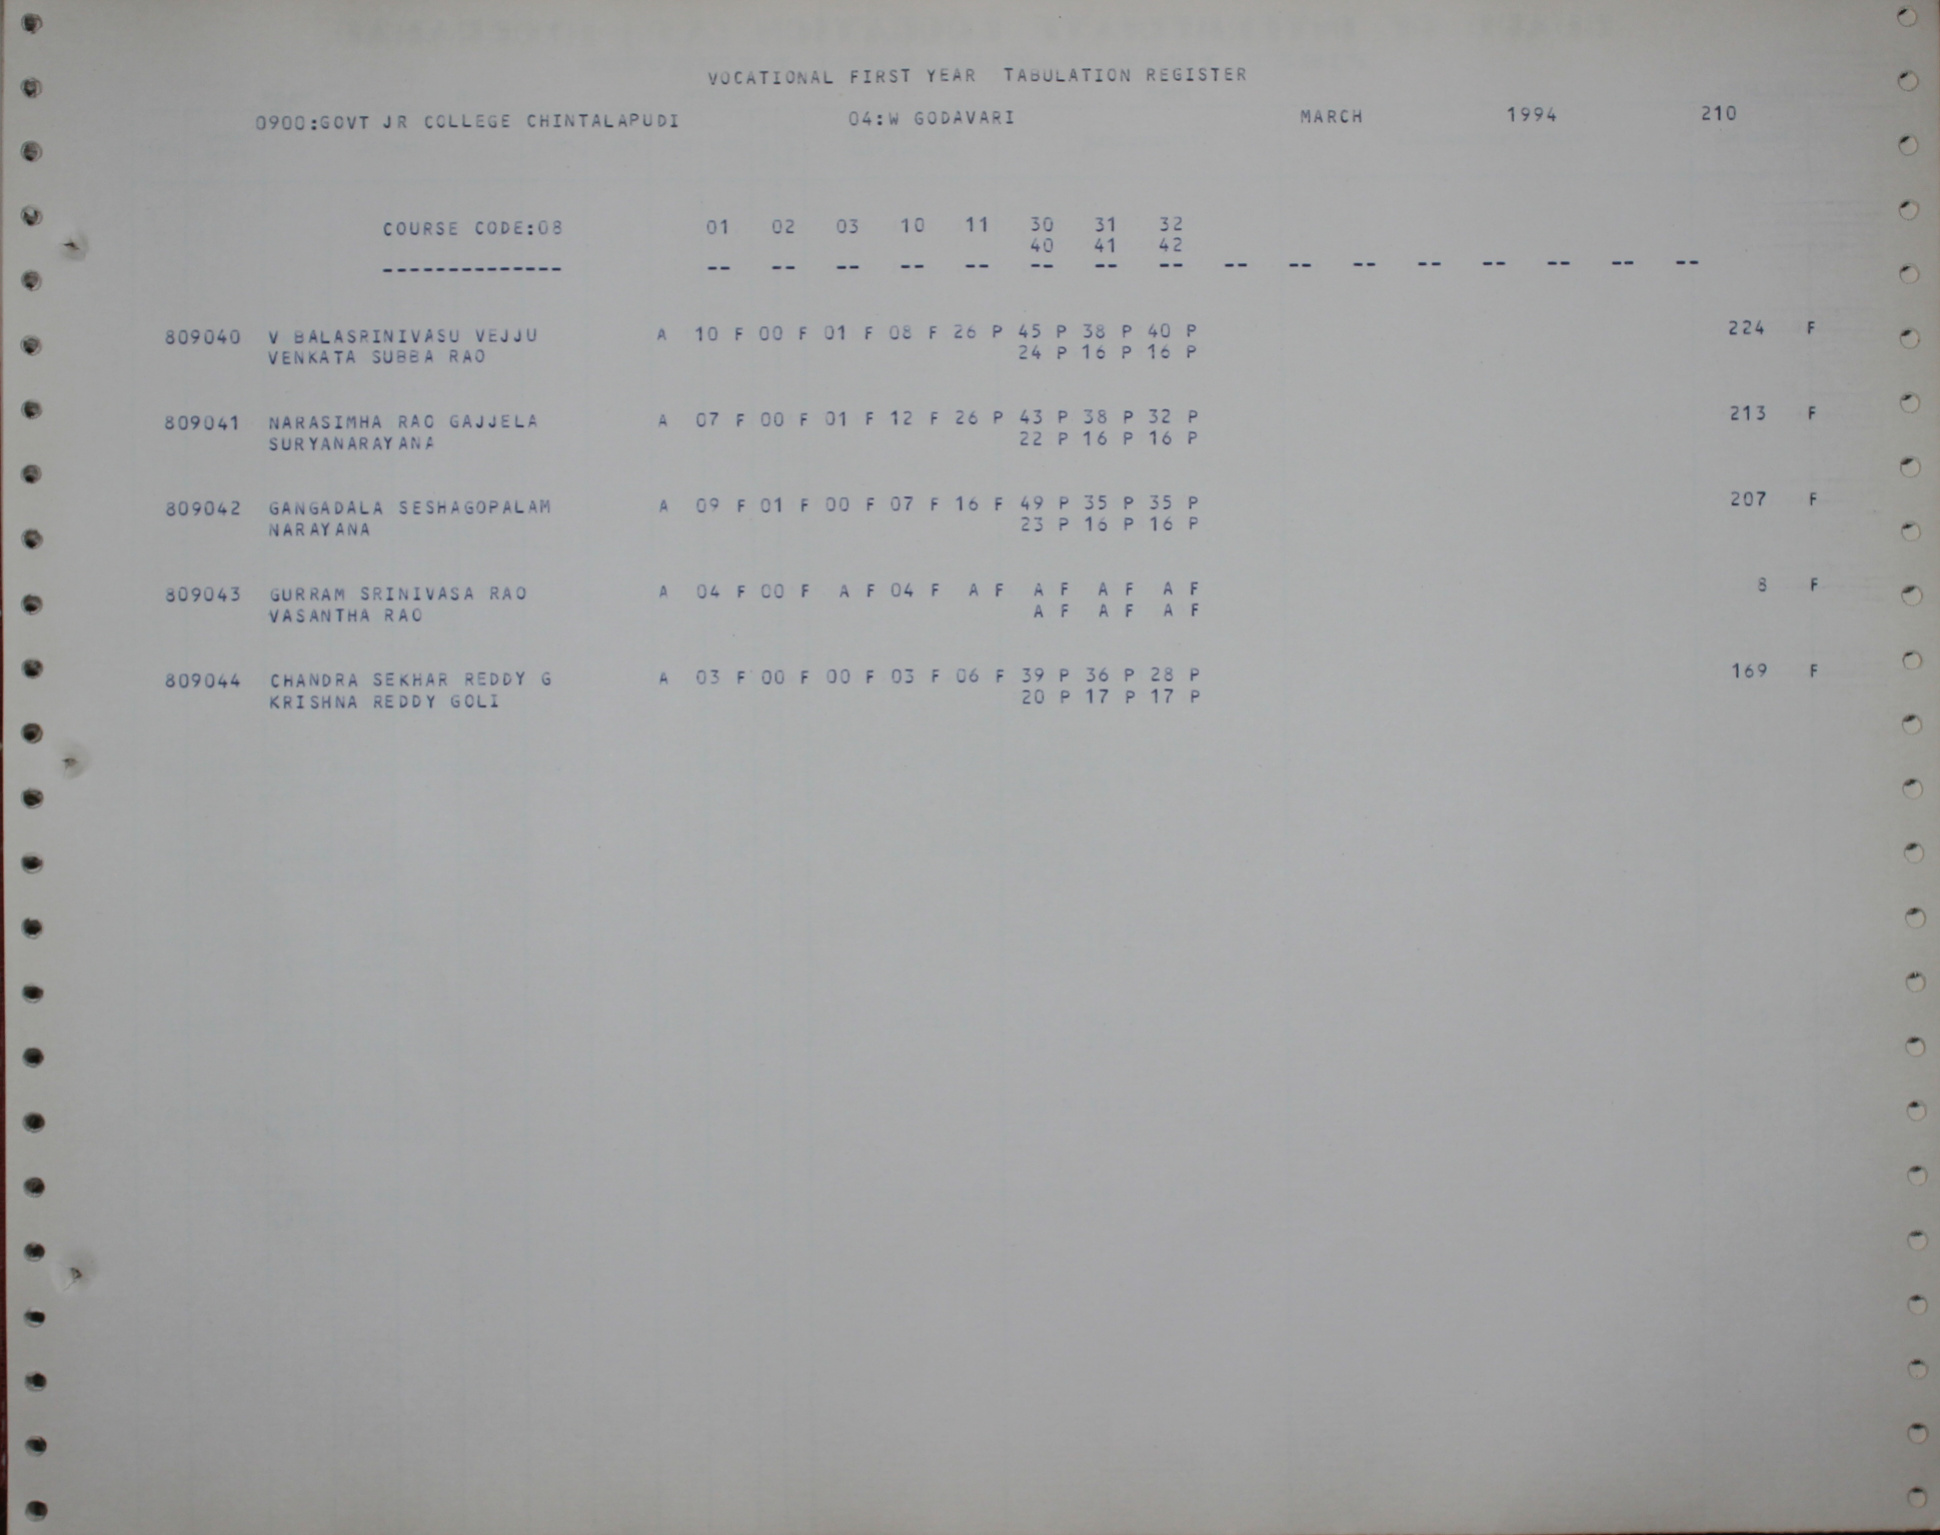 VOCATIONAL FIRST YEAR TABULATION REGISTER
0900:GOVT JR COLLEGE CHINTALAPUDI 04:W GODAVARI MARCH 1994 210
COURSE CODE:08 01 02 03 10 11 30 31 32
40 41 42
-------------- -- -- -- -- -- -- -- -- -- -- -- -- -- -- -- --
809040 V BALASRINIVASU VEJJU A 10 F 00 F 01 F 08 F 26 P 45 P 38 P 40 P 224 F
VENKATA SUBBA RAO 24 P 16 P 16 P
809041 NARASIMHA RAO GAJJELA A 07 F 00 F 01 F 12 F 26 P 43 P 38 P 32 P 213 F
SURYANARAYANA 22 P 16 P 16 P
809042 GANGADALA SESHAGOPALAM A 09 F 01 F 00 F 07 F 16 F 49 P 35 P 35 P 207 F
NARAYANA 23 P 16 P 16 P
809043 GURRAM SRINIVASA RAO A 04 F 00 F A F 04 F A F A F A F A F 8 F
VASANTHA RAO A F A F A F
809044 CHANDRA SEKHAR REDDY G A 03 F 00 F 00 F 03 F 06 F 39 P 36 P 28 P 169 F
KRISHNA REDDY GOLI 20 P 17 P 17 P